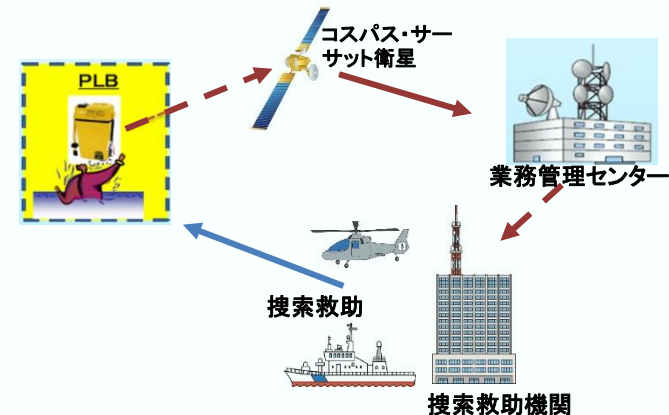 PLB
コスパス・サー
サット衛星
業務管理センター
捜索救助
捜索救助機関